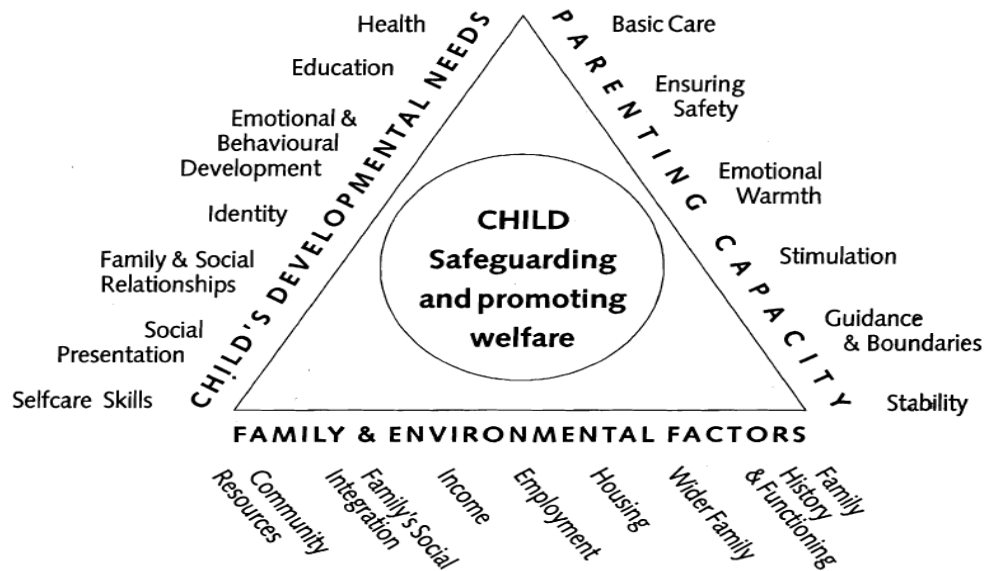 Health
Education
Emotional &
Behavioural
Development
Identity
Family & Social
Relationships
Social
Presentation
Selfcare Skills
CHILD'S DEVELOPMENTAL NEEDS
CHILD
Safeguarding
and promoting
welfare
PARENTING CAPACITY
Basic Care
Ensuring
Safety
Emotional
Warmth
Stimulation
Guidance
& Boundaries
Stability
FAMILY & ENVIRONMENTAL FACTORS
Community
Resources
Family's Social
Integration
Income
Employment
Housing
Wider Family
Family
History
& Functioning